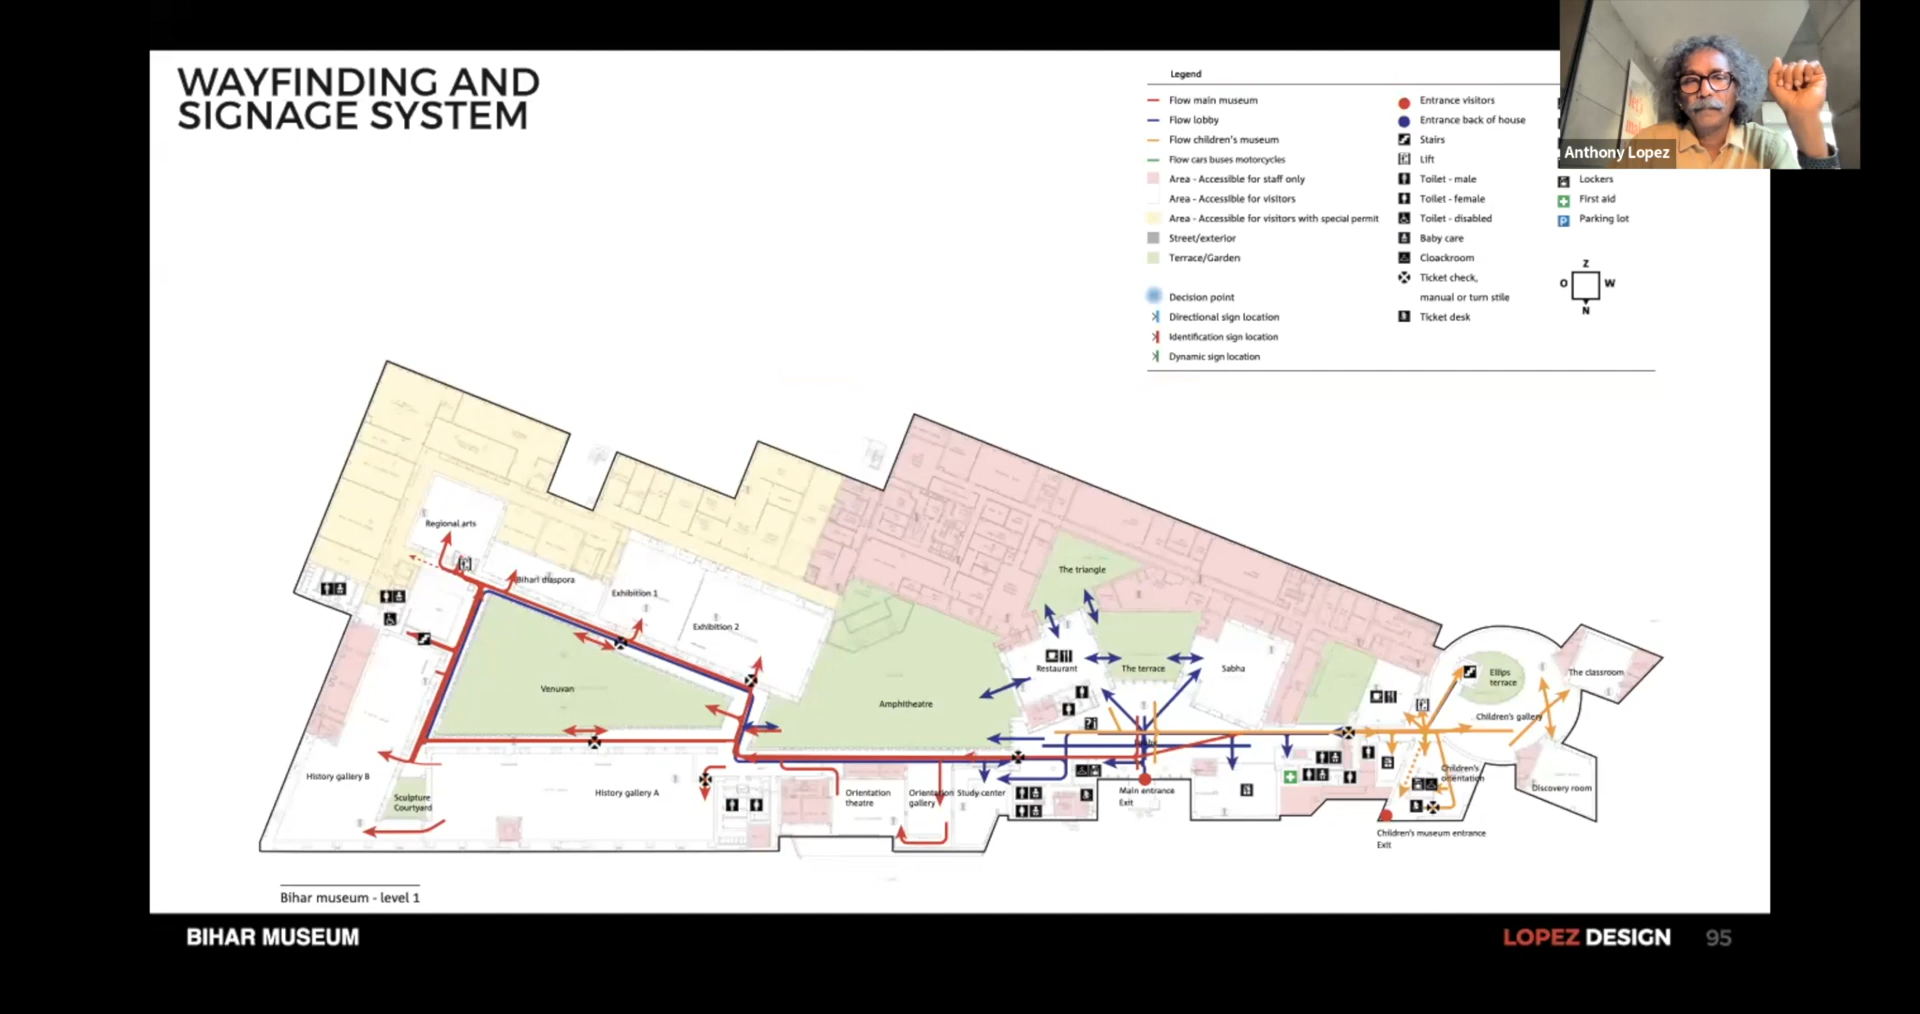 WAYFINDING AND
SIGNAGE SYSTEM
Legend
Flow main museum
Flow lobby
Flow children's museum
Flow cars buses motorcycles
Area - Accessible for staff only
Area - Accessible for visitors
Area - Accessible for visitors with special permit
Street/exterior
Terrace/Garden
Decision point
Directional sign location
Identification sign location
Dynamic sign location
Entrance visitors
Entrance back of house
Stairs
Lift
Toilet - male
Toilet - female
Toilet - disabled
Baby care
Cloackroom
Ticket check,
manual or turn stile
Ticket desk
Lockers
First aid
P Parking lot
Z
O W
N
Anthony Lopez
Regional arts
Bihari diaspora
Exhibition 1
Exhibition 2
The triangle
Restaurant
The terrace
Sabha
Ellips
terrace
The classroom
Venuvan
Amphitheatre
Children's gallery
History gallery B
Sculpture
Courtyard
History gallery A
Orientation
theatre
Orientation
gallery
Study center
Main entrance
Exit
Children's
orientation
Discovery room
Children's museum entrance
Exit
Bihar museum - level 1
BIHAR MUSEUM
LOPEZ DESIGN 95